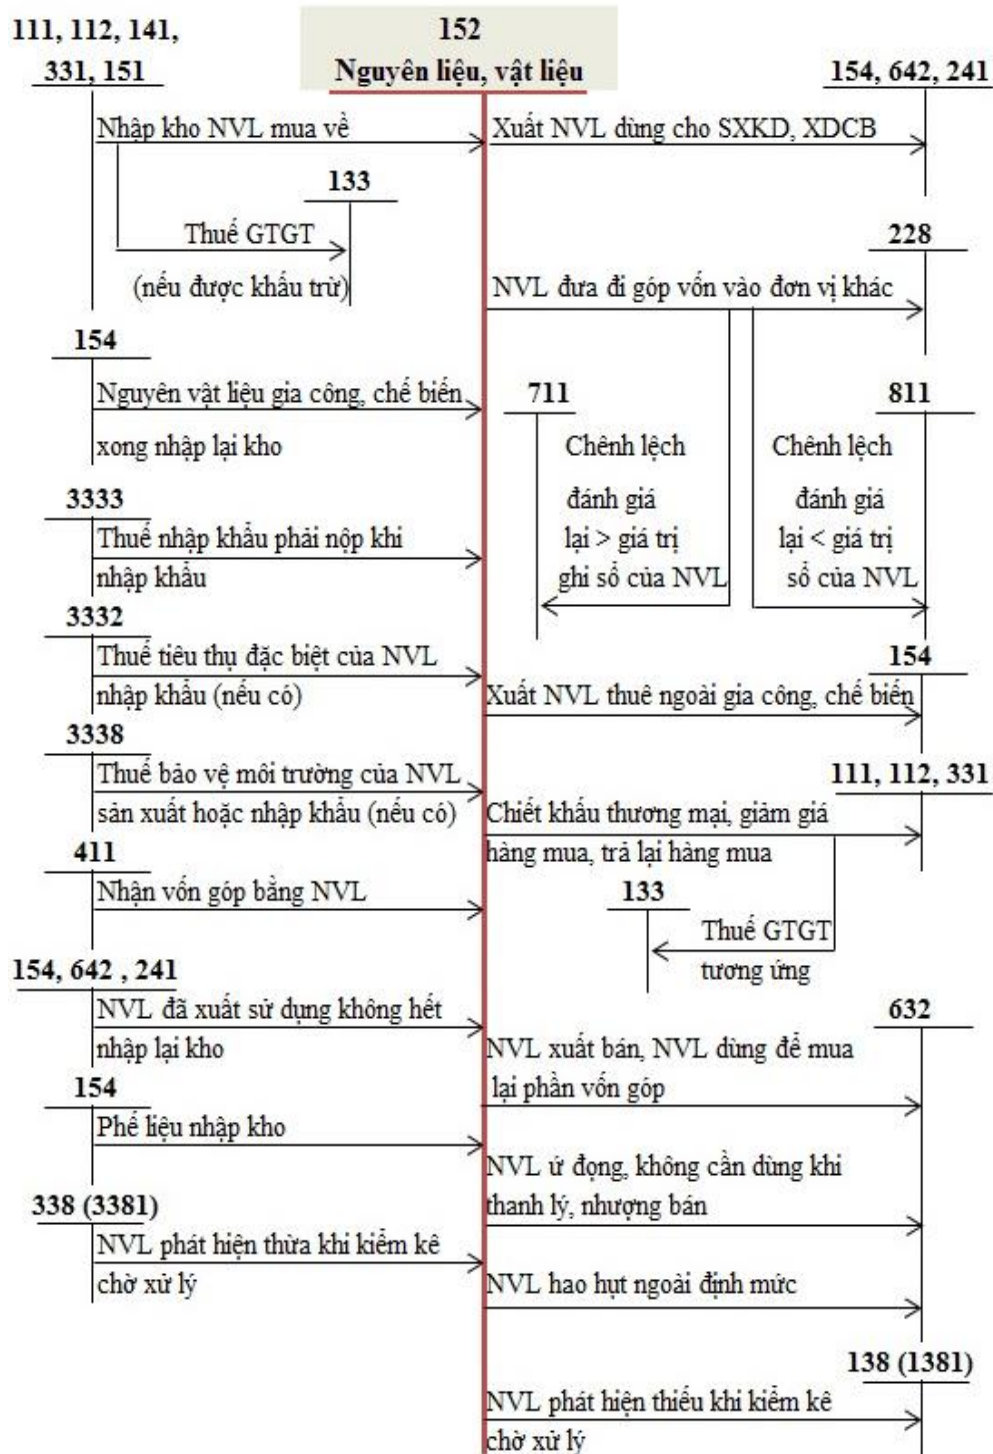 111, 112, 141,
331, 151
152
Nguyên liệu, vật liệu
154, 642, 241
Nhập kho NVL mua về
Xuất NVL dùng cho SXKD, XDCB
133
Thuế GTGT
(nếu được khấu trừ)
228
NVL đưa đi góp vốn vào đơn vị khác
154
Nguyên vật liệu gia công, chế biến
xong nhập lại kho
711
Chênh lệch
đánh giá
lại > giá trị
ghi sổ của NVL
811
Chênh lệch
đánh giá
lại < giá trị
sổ của NVL
3333
Thuế nhập khẩu phải nộp khi
nhập khẩu
3332
Thuế tiêu thụ đặc biệt của NVL
nhập khẩu (nếu có)
154
Xuất NVL thuê ngoài gia công, chế biến
3338
Thuế bảo vệ môi trường của NVL
sản xuất hoặc nhập khẩu (nếu có)
111, 112, 331
Chiết khấu thương mại, giảm giá
hàng mua, trả lại hàng mua
411
Nhận vốn góp bằng NVL
133
Thuế GTGT
tương ứng
154, 642 , 241
NVL đã xuất sử dụng không hết
nhập lại kho
632
NVL xuất bán, NVL dùng để mua
lại phần vốn góp
154
Phế liệu nhập kho
NVL ứ đọng, không cần dùng khi
thanh lý, nhượng bán
338 (3381)
NVL phát hiện thừa khi kiểm kê
chờ xử lý
NVL hao hụt ngoài định mức
138 (1381)
NVL phát hiện thiếu khi kiểm kê
chờ xử lý